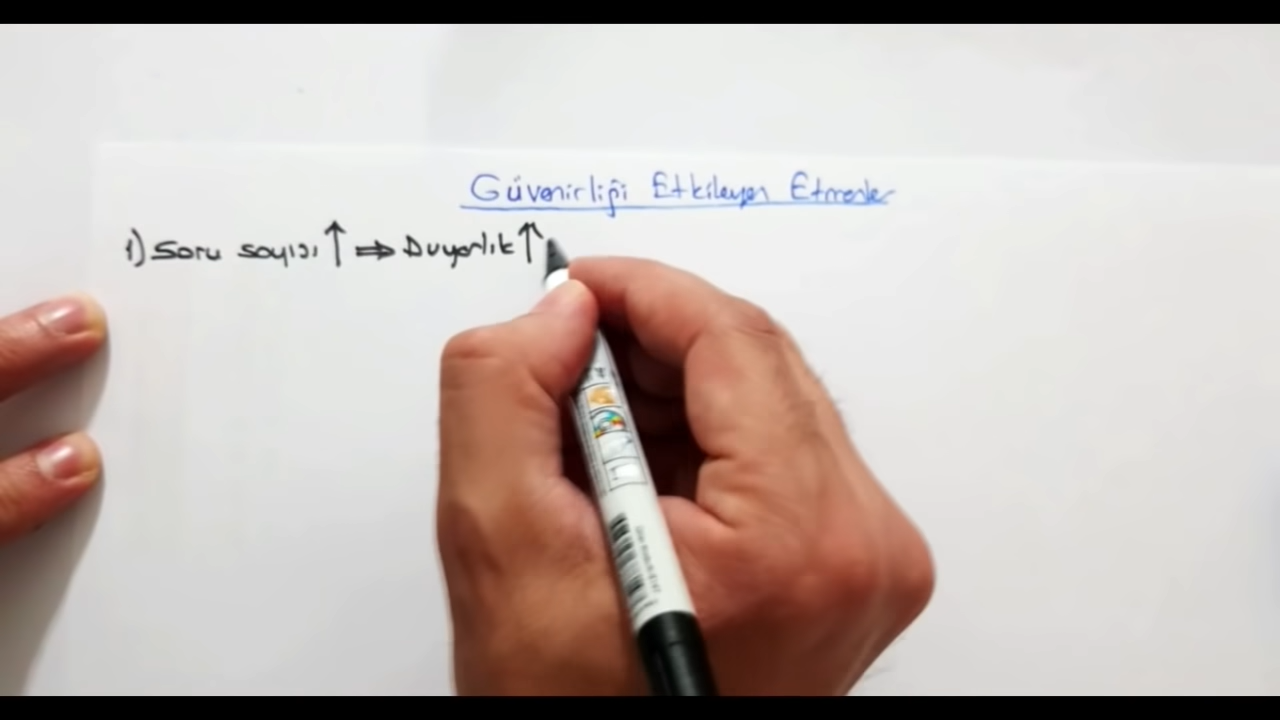 Güvenirliği Etkileyen Etmenler
1) Soru sayısı ↑ ⇒ Duyarlık ↑